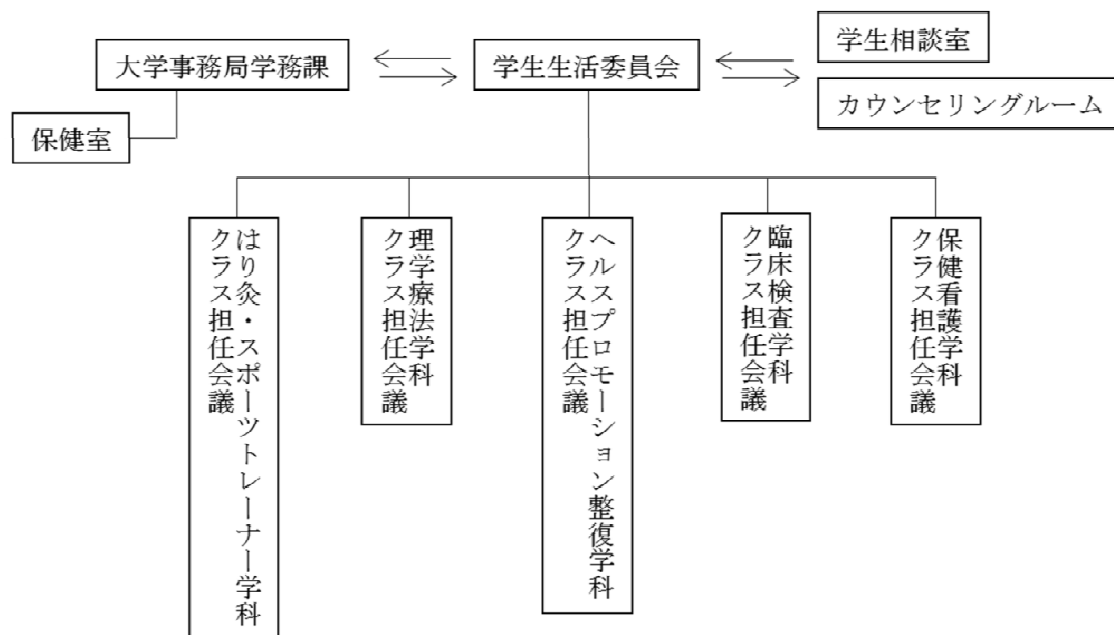 学生相談室
大学事務局学務課
学生生活委員会
カウンセリングルーム
保健室
はり灸・スポーツトレーナー学科
クラス担任会議
理学療法学科
クラス担任会議
ヘルスプロモーション整復学科
クラス担任会議
臨床検査学科
クラス担任会議
保健看護学科
クラス担任会議